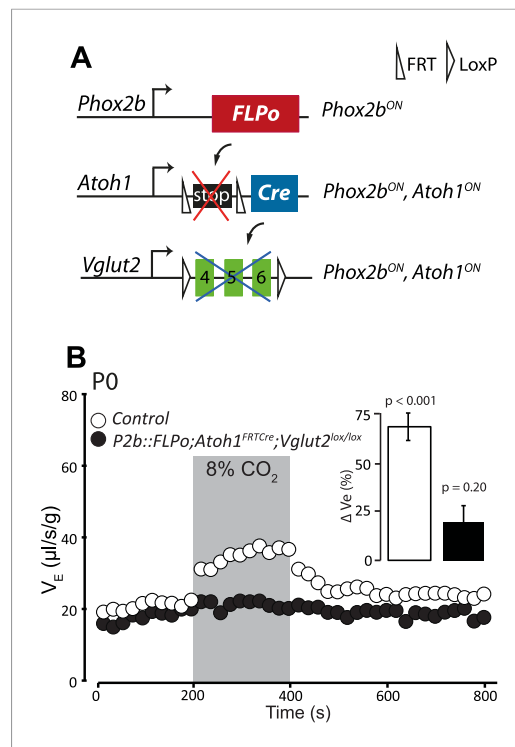 A
FRT LoxP
Phox2b FLPo Phox2b^ON
Atoh1 stop Cre Phox2b^ON, Atoh1^ON
Vglut2 4 5 6 Phox2b^ON, Atoh1^ON
B
P0
Control
P2b::FLPo;Atoh1^FRTCre;Vglut2^lox/lox
8% CO₂
V_E (µl/s/g)
80
60
40
20
0
0 200 400 600 800
Time (s)
p < 0.001
p = 0.20
Δ Ve (%)
75
50
25
0